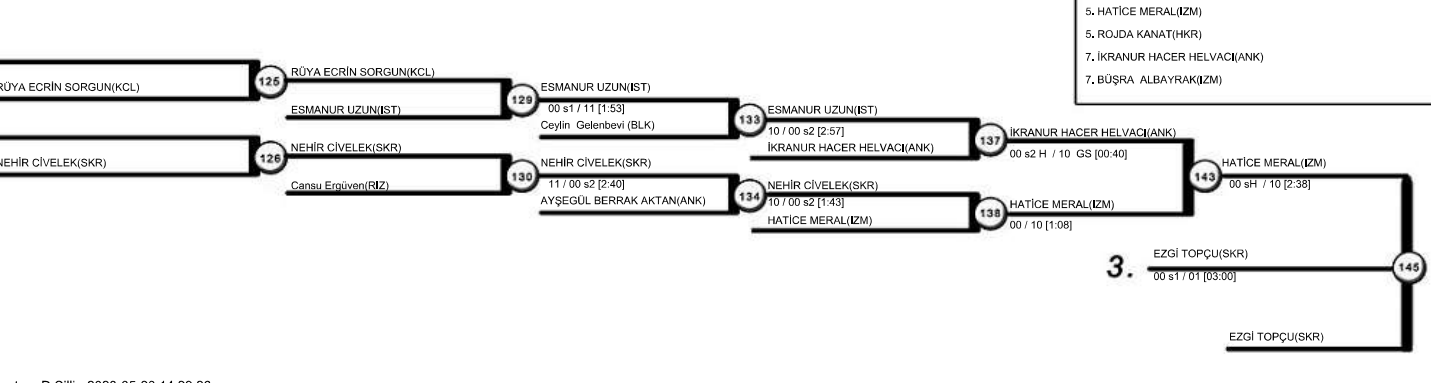 5. HATİCE MERAL(IZM)
5. ROJDA KANAT(HKR)
7. İKRANUR HACER HELVACI(ANK)
7. BÜŞRA ALBAYRAK(IZM)
RÜYA ECRİN SORGUN(KCL)
125
RÜYA ECRİN SORGUN(KCL)
ESMANUR UZUN(IST)
129
ESMANUR UZUN(IST)
00 s1 / 11 [1:53]
Ceylin Gelenbevi (BLK)
133
ESMANUR UZUN(IST)
10 / 00 s2 [2:57]
İKRANUR HACER HELVACI(ANK)
137
İKRANUR HACER HELVACI(ANK)
00 s2 H / 10 GS [00:40]
NEHİR CİVELEK(SKR)
126
NEHİR CİVELEK(SKR)
Cansu Ergüven(RIZ)
130
NEHİR CİVELEK(SKR)
11 / 00 s2 [2:40]
AYŞEGÜL BERRAK AKTAN(ANK)
134
NEHİR CİVELEK(SKR)
10 / 00 s2 [1:43]
HATİCE MERAL(IZM)
138
HATİCE MERAL(IZM)
00 / 10 [1:08]
143
HATİCE MERAL(IZM)
00 sH / 10 [2:38]
3.
EZGİ TOPÇU(SKR)
00 s1 / 01 [03:00]
145
EZGİ TOPÇU(SKR)